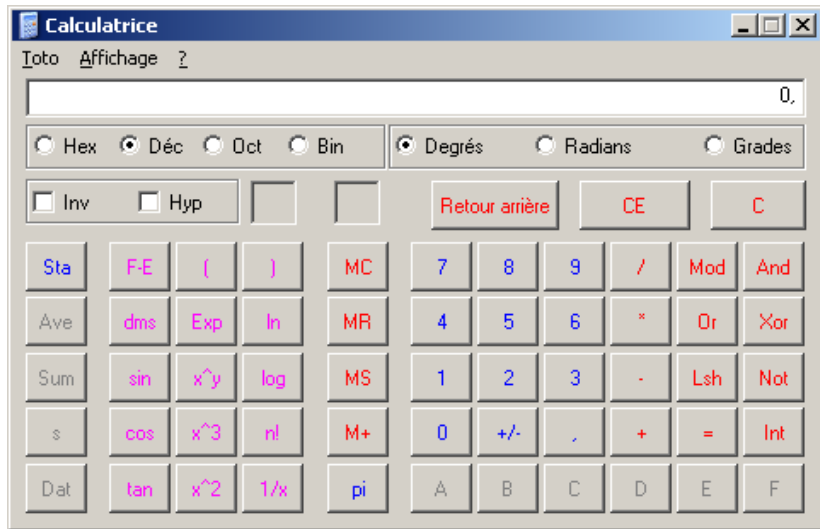 Calculatrice
Toto Affichage ?
0,
Hex Déc Oct Bin Degrés Radians Grades
Inv Hyp Retour arrière CE C
Sta F-E ( ) MC 7 8 9 / Mod And
Ave dms Exp ln MR 4 5 6 * Or Xor
Sum sin x^y log MS 1 2 3 - Lsh Not
s cos x^3 n! M+ 0 +/- , + = Int
Dat tan x^2 1/x pi A B C D E F